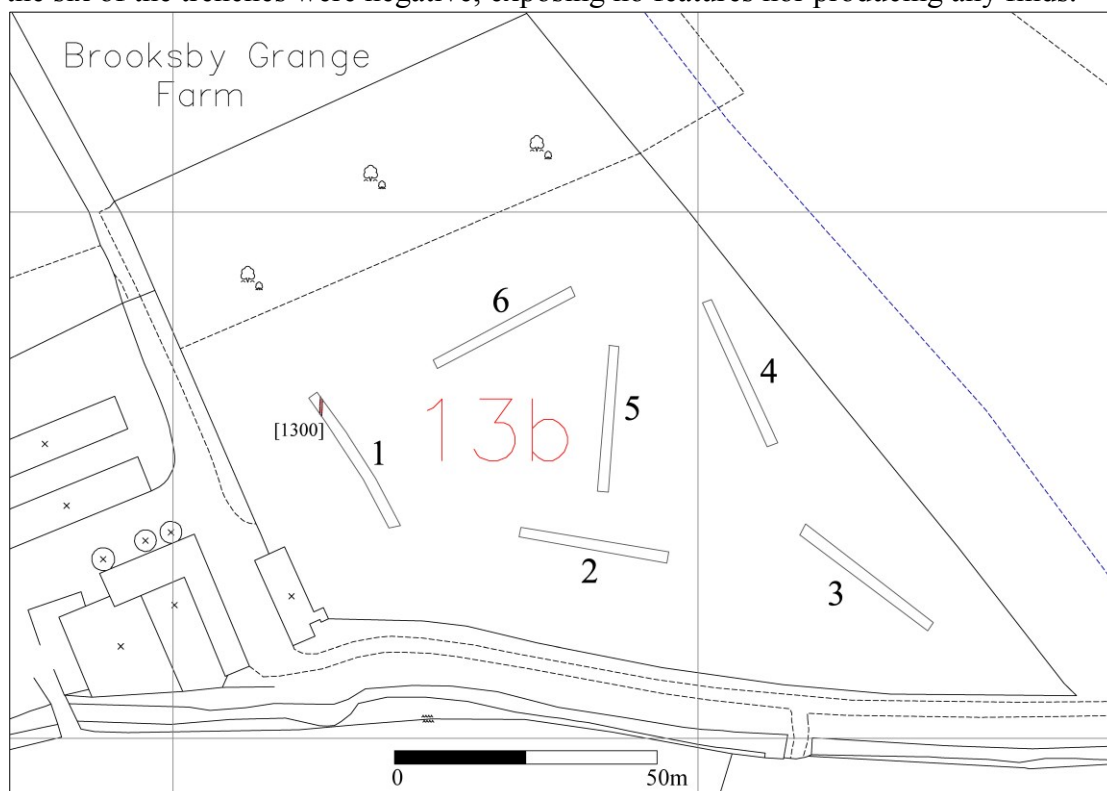 the six of the trenches were negative, exposing no features nor producing any finds.
Brooksby Grange
Farm
6
4
5
13b
[1300]
1
2
3
0
50m